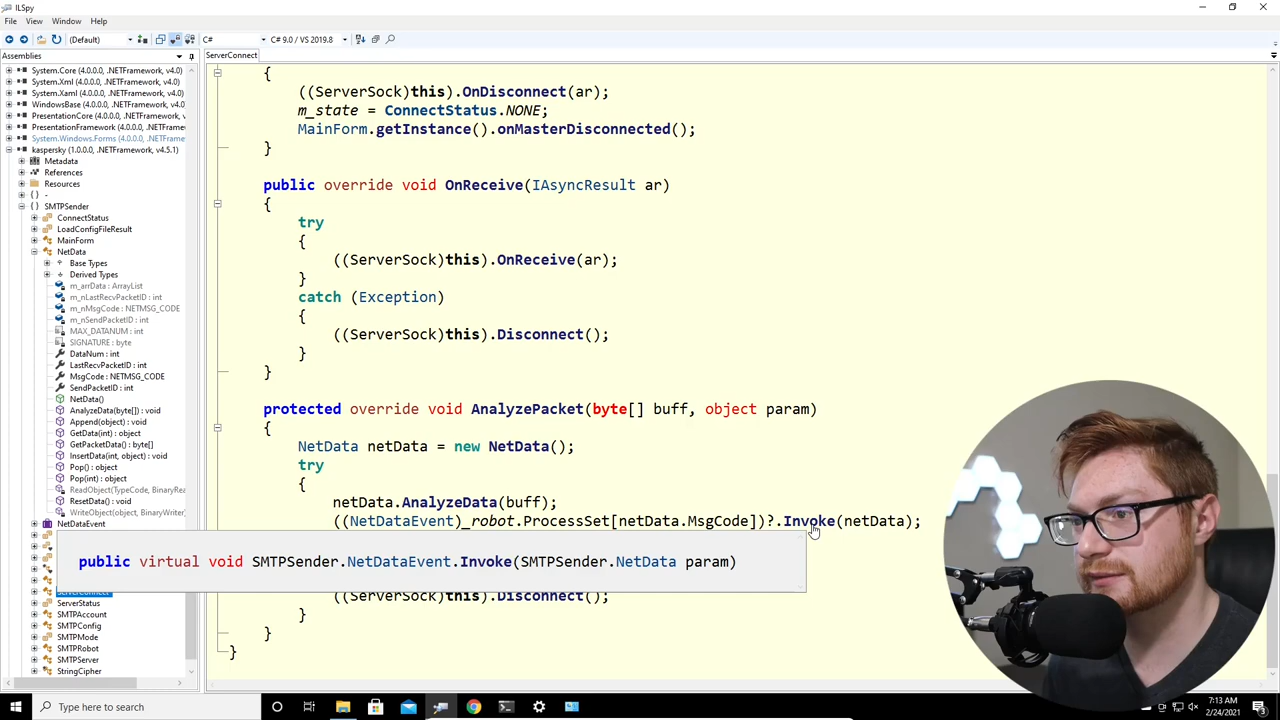 ILSpy
File View Window Help
(Default) C# C# 9.0 / VS 2019.8
Assemblies
ServerConnect
System.Core (4.0.0.0, .NETFramework, v4.0)
System.Xml (4.0.0.0, .NETFramework, v4.0)
System.Xaml (4.0.0.0, .NETFramework, v4.0)
WindowsBase (4.0.0.0, .NETFramework, v4.0)
PresentationCore (4.0.0.0, .NETFramework, v4.0)
PresentationFramework (4.0.0.0, .NETFramework, v4.0)
System.Windows.Forms (4.0.0.0, .NETFrame
kaspersky (1.0.0.0, .NETFramework, v4.5.1)
Metadata
References
Resources
{ } -
{ } SMTPSender
ConnectStatus
LoadConfigFileResult
MainForm
NetData
Base Types
Derived Types
m_arrData : ArrayList
m_nLastRecvPacketID : int
m_nMsgCode : NETMSG_CODE
m_nSendPacketID : int
MAX_DATANUM : int
SIGNATURE : byte
DataNum : int
LastRecvPacketID : int
MsgCode : NETMSG_CODE
SendPacketID : int
NetData()
AnalyzeData(byte[]) : void
Append(object) : void
GetData(int) : object
GetPacketData() : byte[]
InsertData(int, object) : void
Pop() : object
Pop(int) : object
ReadObject(TypeCode, BinaryRea
ResetData() : void
WriteObject(object, BinaryWriter)
NetDataEvent
ServerConnect
ServerStatus
SMTPAccount
SMTPConfig
SMTPMode
SMTPRobot
SMTPServer
StringCipher
{
((ServerSock)this).OnDisconnect(ar);
m_state = ConnectStatus.NONE;
MainForm.getInstance().onMasterDisconnected();
}
public override void OnReceive(IAsyncResult ar)
{
try
{
((ServerSock)this).OnReceive(ar);
}
catch (Exception)
{
((ServerSock)this).Disconnect();
}
}
protected override void AnalyzePacket(byte[] buff, object param)
{
NetData netData = new NetData();
try
{
netData.AnalyzeData(buff);
((NetDataEvent)_robot.ProcessSet[netData.MsgCode])?.Invoke(netData);
public virtual void SMTPSender.NetDataEvent.Invoke(SMTPSender.NetData param)
((ServerSock)this).Disconnect();
}
}
}
Type here to search
7:13 AM
2/24/2021